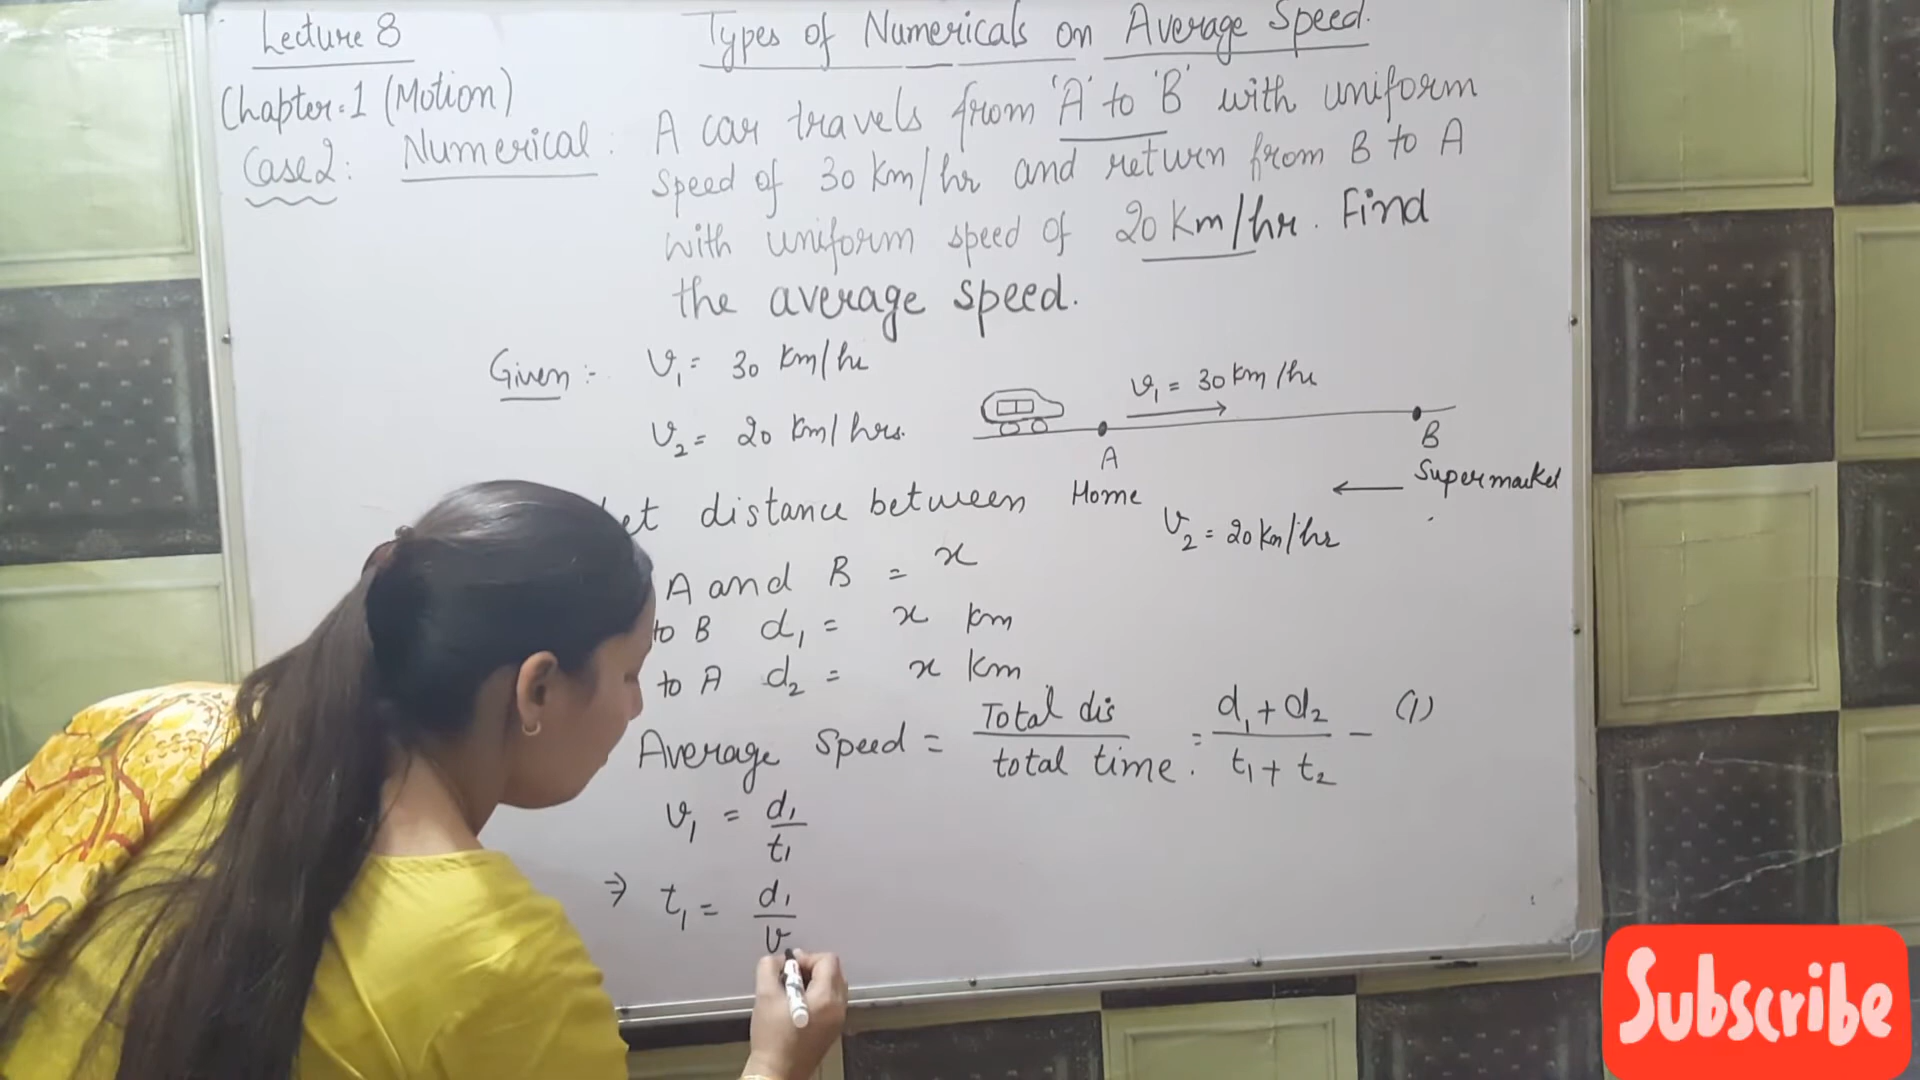 Lecture 8
Types of Numericals on Average Speed.
Chapter-1 (Motion)
Case 2: Numerical: A car travels from 'A' to 'B' with uniform
speed of 30 km/hr and return from B to A
with uniform speed of 20 km/hr. Find
the average speed.
Given :- v₁ = 30 km/hr
v₂ = 20 km/hrs.
v₁ = 30 km/hr
A
B
Home
Supermarket
v₂ = 20 km/hr
Let distance between
A and B = x
to B d₁ = x km
to A d₂ = x km
Average speed = Total dis / total time. = d₁ + d₂ / t₁ + t₂ — (1)
v₁ = d₁ / t₁
⇒ t₁ = d₁ / v
Subscribe